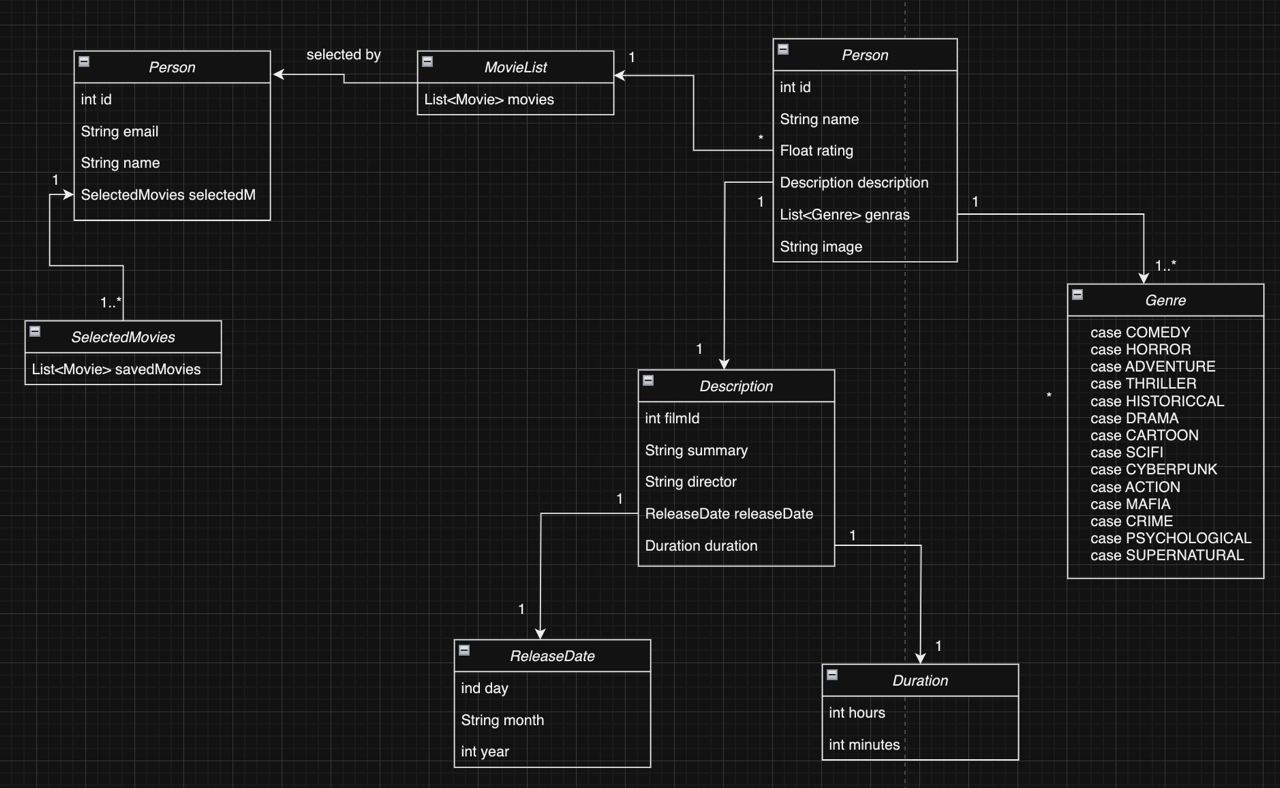 selected by
Person
int id
String email
String name
SelectedMovies selectedM
1
1..*
SelectedMovies
List<Movie> savedMovies
MovieList
List<Movie> movies
1
*
Person
int id
String name
Float rating
Description description
List<Genre> genras
String image
1
1
1
1..*
Genre
case COMEDY
case HORROR
case ADVENTURE
case THRILLER
case HISTORICCAL
case DRAMA
case CARTOON
case SCIFI
case CYBERPUNK
case ACTION
case MAFIA
case CRIME
case PSYCHOLOGICAL
case SUPERNATURAL
*
Description
int filmId
String summary
String director
ReleaseDate releaseDate
Duration duration
1
1
1
1
ReleaseDate
ind day
String month
int year
Duration
int hours
int minutes